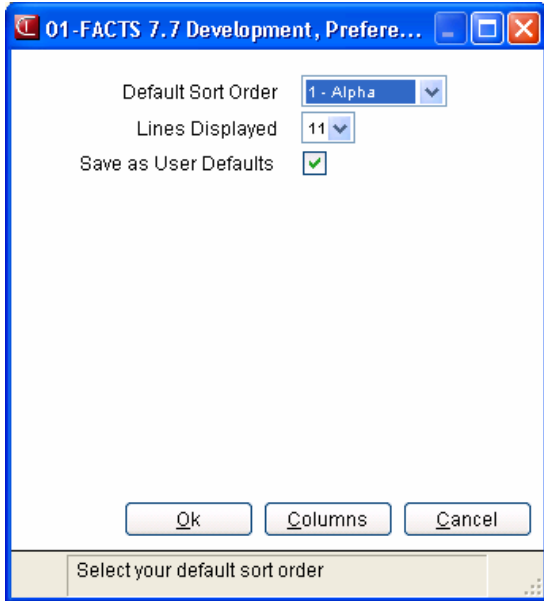 01-FACTS 7.7 Development, Prefere...
Default Sort Order 1 - Alpha
Lines Displayed 11
Save as User Defaults
Ok Columns Cancel
Select your default sort order